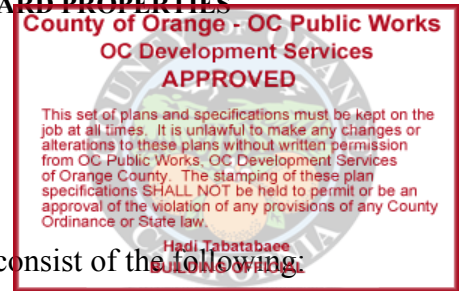 ARD PROPERTIES
County of Orange - OC Public Works
OC Development Services
APPROVED
This set of plans and specifications must be kept on the
job at all times. It is unlawful to make any changes or
alterations to these plans without written permission
from OC Public Works, OC Development Services
of Orange County. The stamping of these plan
specifications SHALL NOT be held to permit or be an
approval of the violation of any provisions of any County
Ordinance or State law.
Hadi Tabatabaee
BUILDING OFFICIAL
consist of the following: